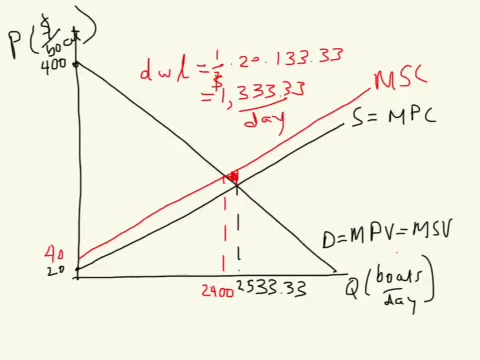 P ($/boat)
400
dwl = 1/2 · 20 · 133.33
= 1,333.33/day
MSC
S = MPC
D = MPV = MSV
40
20
2400 2533.33
Q (boats/day)